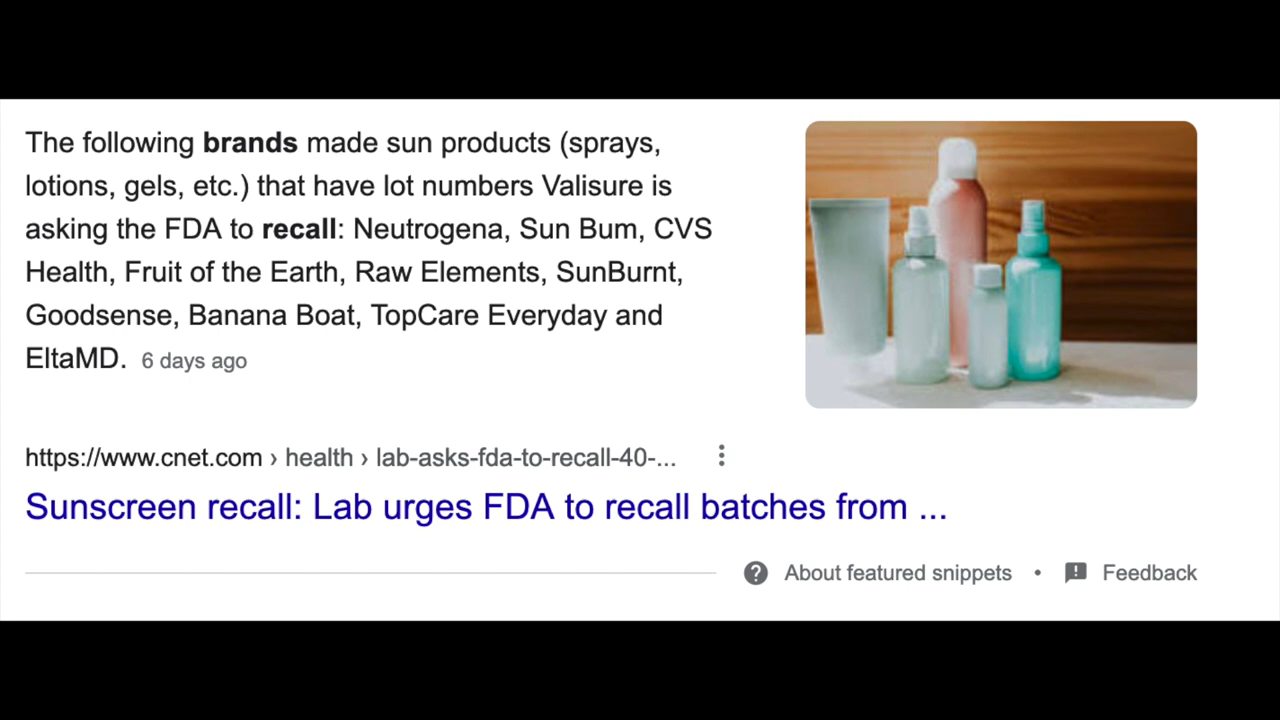 The following brands made sun products (sprays,
lotions, gels, etc.) that have lot numbers Valisure is
asking the FDA to recall: Neutrogena, Sun Bum, CVS
Health, Fruit of the Earth, Raw Elements, SunBurnt,
Goodsense, Banana Boat, TopCare Everyday and
EltaMD. 6 days ago
https://www.cnet.com › health › lab-asks-fda-to-recall-40-...
Sunscreen recall: Lab urges FDA to recall batches from ...
About featured snippets • Feedback